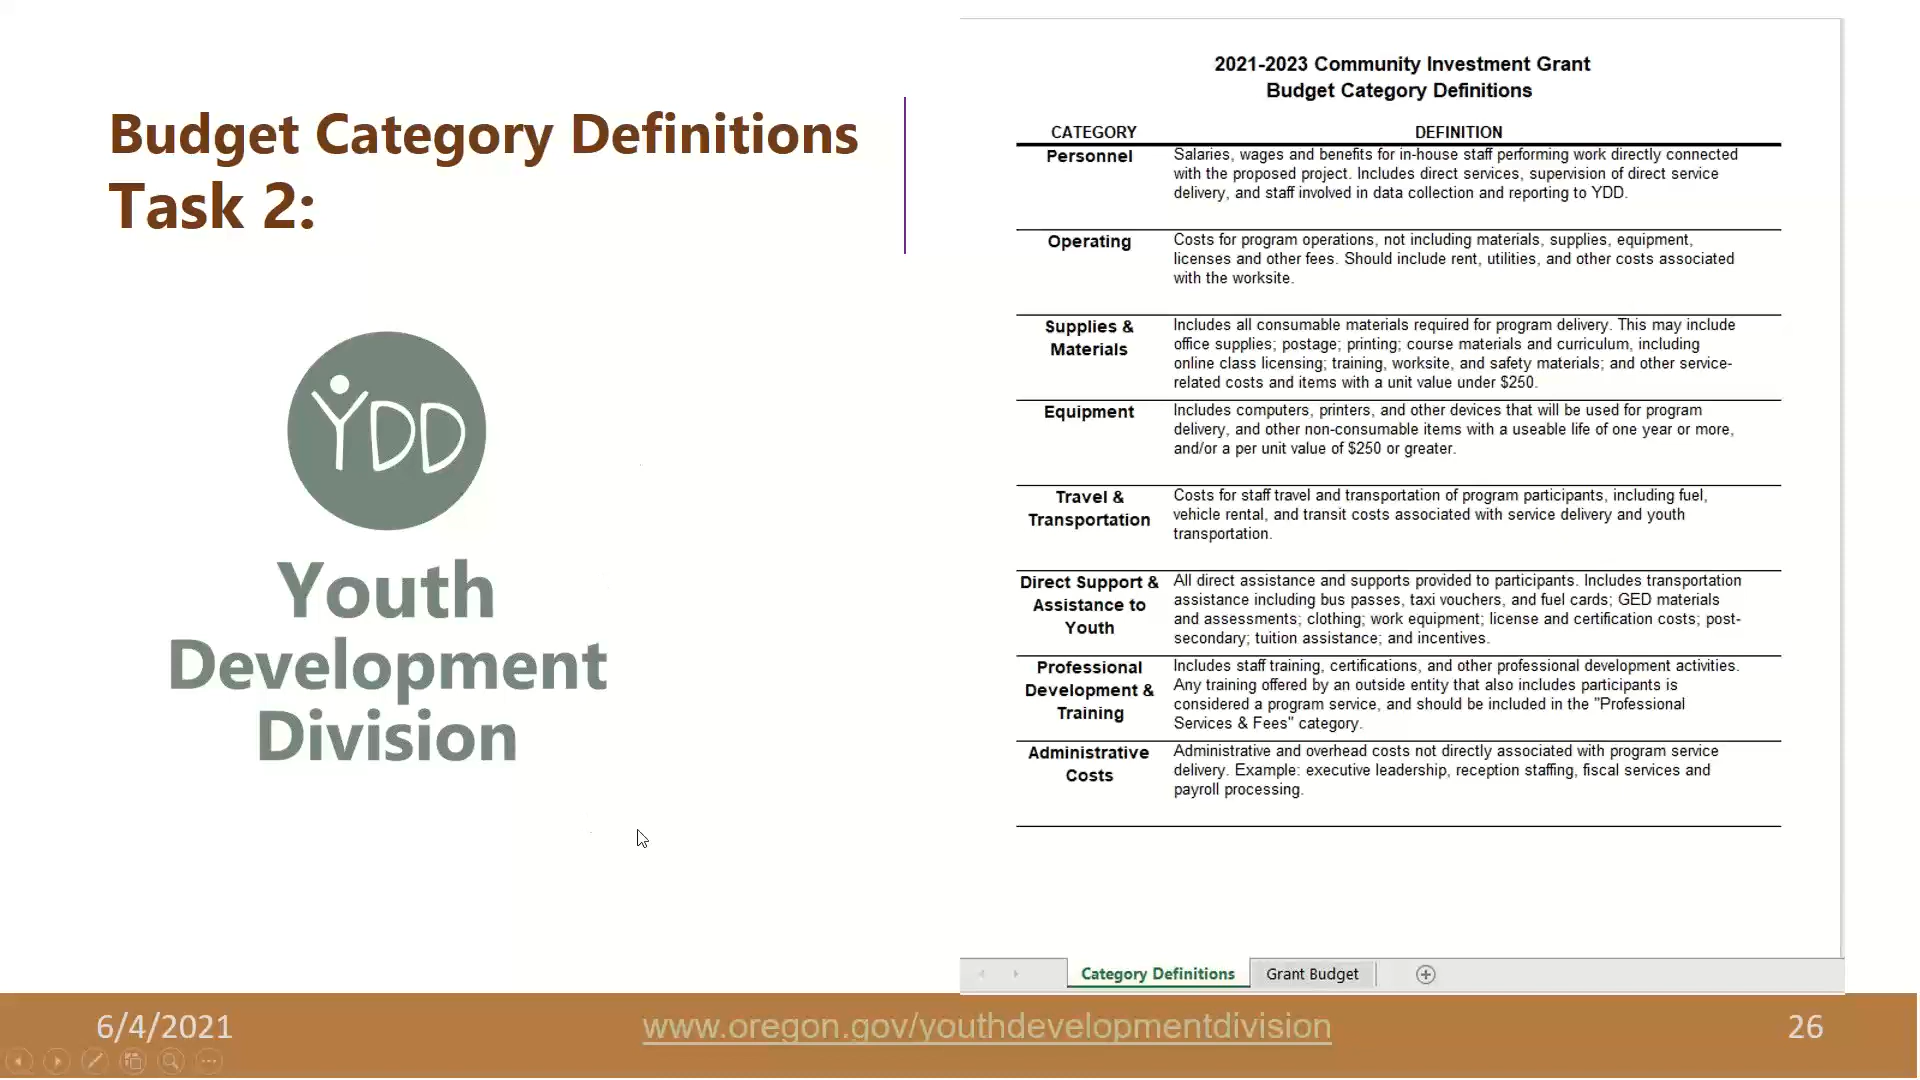 Budget Category Definitions
Task 2:
YDD
Youth
Development
Division
2021-2023 Community Investment Grant
Budget Category Definitions
CATEGORY DEFINITION
Personnel
Salaries, wages and benefits for in-house staff performing work directly connected
with the proposed project. Includes direct services, supervision of direct service
delivery, and staff involved in data collection and reporting to YDD.
Operating
Costs for program operations, not including materials, supplies, equipment,
licenses and other fees. Should include rent, utilities, and other costs associated
with the worksite.
Supplies &
Materials
Includes all consumable materials required for program delivery. This may include
office supplies; postage; printing; course materials and curriculum, including
online class licensing; training, worksite, and safety materials; and other service-
related costs and items with a unit value under $250.
Equipment
Includes computers, printers, and other devices that will be used for program
delivery, and other non-consumable items with a useable life of one year or more,
and/or a per unit value of $250 or greater.
Travel &
Transportation
Costs for staff travel and transportation of program participants, including fuel,
vehicle rental, and transit costs associated with service delivery and youth
transportation.
Direct Support &
Assistance to
Youth
All direct assistance and supports provided to participants. Includes transportation
assistance including bus passes, taxi vouchers, and fuel cards; GED materials
and assessments; clothing; work equipment; license and certification costs; post-
secondary; tuition assistance; and incentives.
Professional
Development &
Training
Includes staff training, certifications, and other professional development activities.
Any training offered by an outside entity that also includes participants is
considered a program service, and should be included in the "Professional
Services & Fees" category.
Administrative
Costs
Administrative and overhead costs not directly associated with program service
delivery. Example: executive leadership, reception staffing, fiscal services and
payroll processing.
Category Definitions Grant Budget
6/4/2021 www.oregon.gov/youthdevelopmentdivision 26